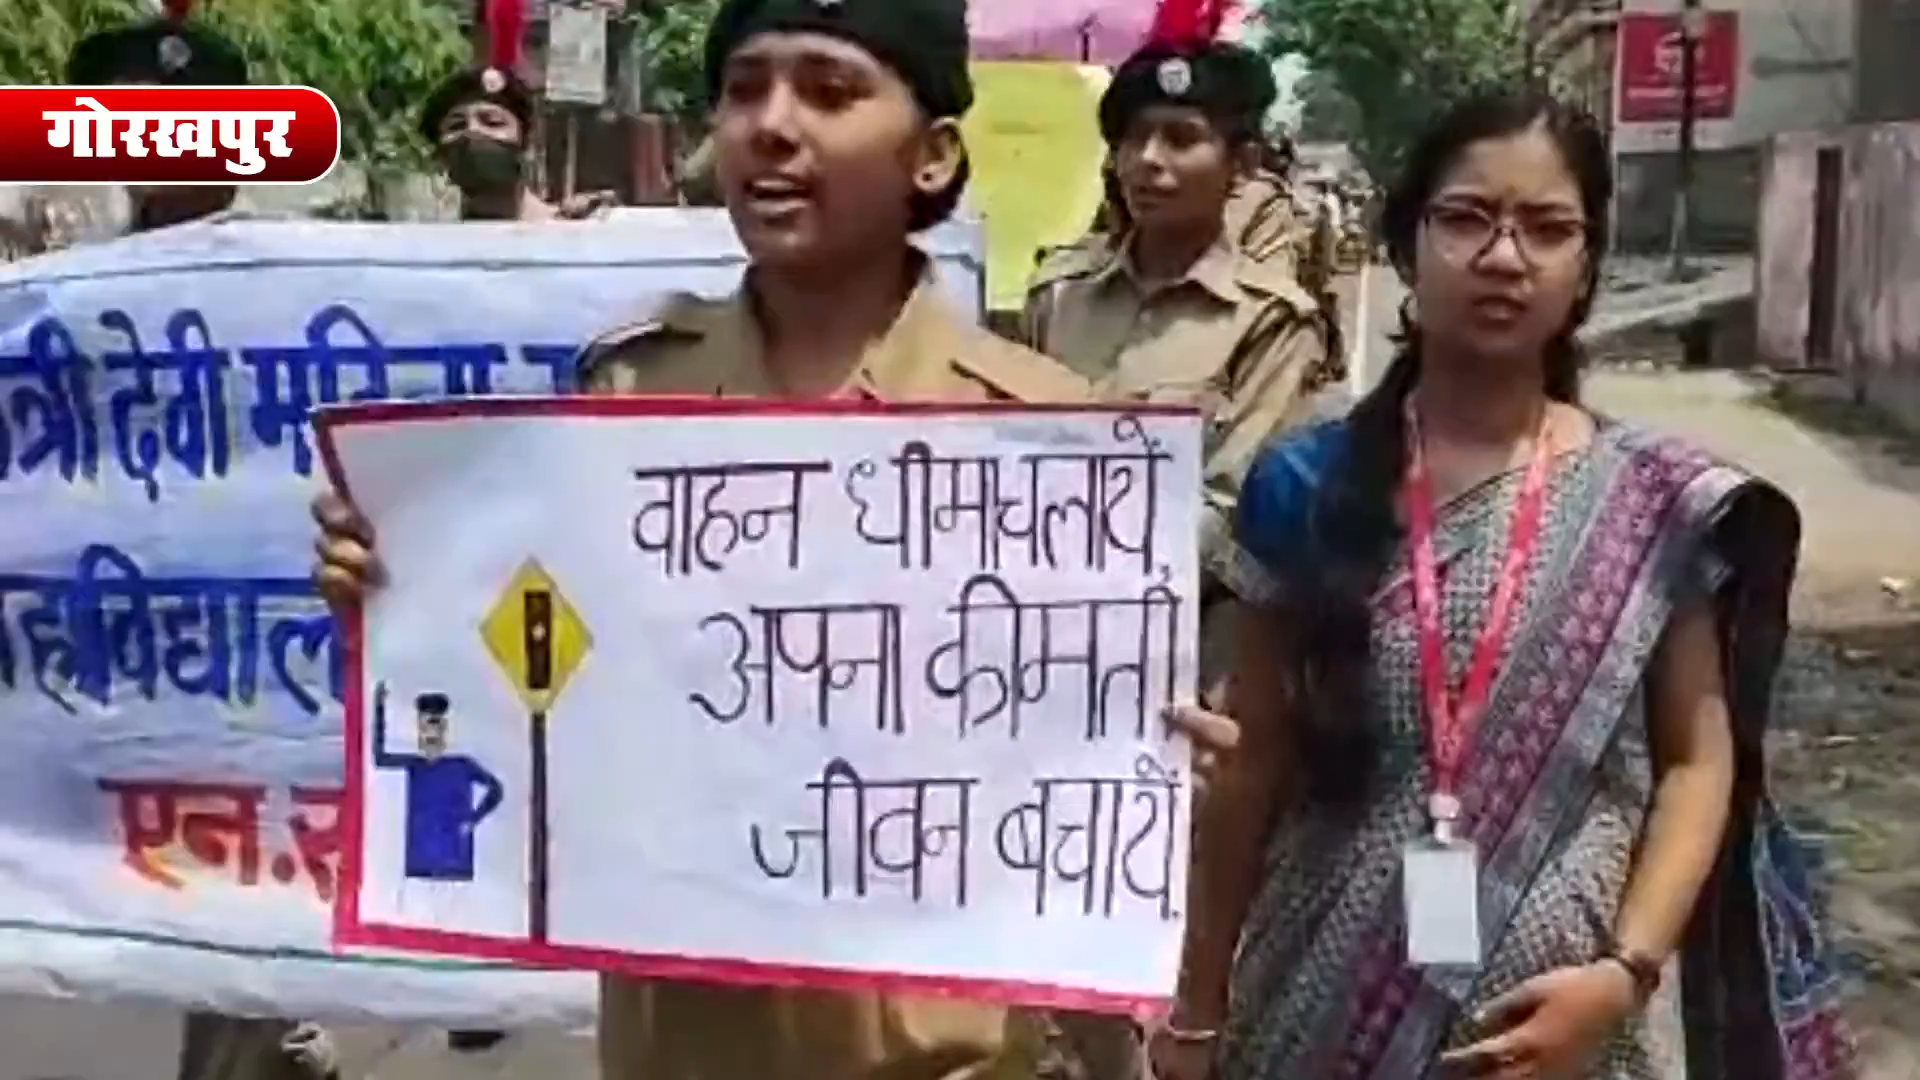 गोरखपुर
देवी
एन.
वाहन धीमा चलायें,
अपना कीमती
जीवन बचायें.